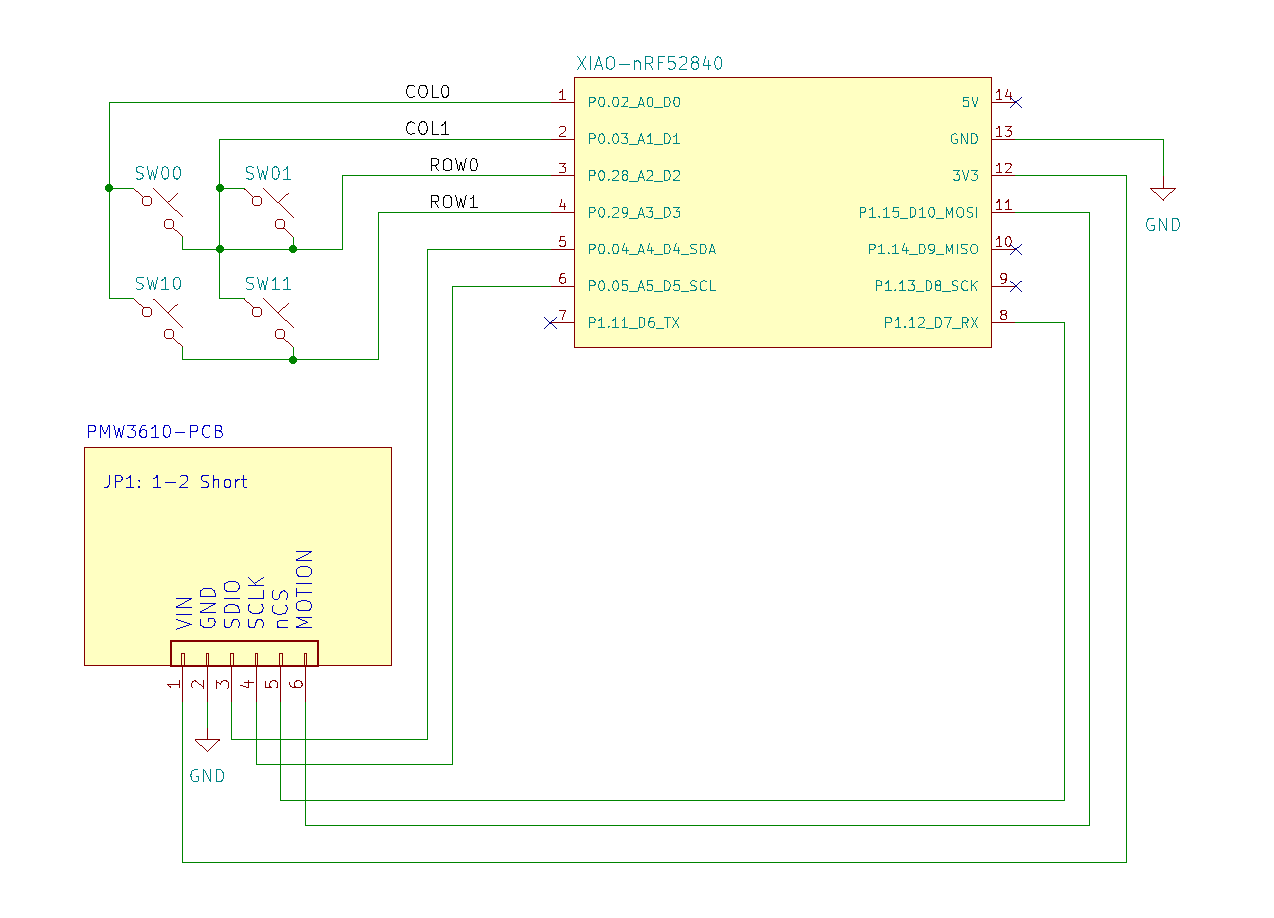 XIAO-nRF52840
COL0
1
P0.02_A0_D0
5V
14
COL1
2
P0.03_A1_D1
GND
13
ROW0
3
P0.28_A2_D2
3V3
12
SW00
SW01
ROW1
4
P0.29_A3_D3
P1.15_D10_MOSI
11
GND
5
P0.04_A4_D4_SDA
P1.14_D9_MISO
10
SW10
SW11
6
P0.05_A5_D5_SCL
P1.13_D8_SCK
9
7
P1.11_D6_TX
P1.12_D7_RX
8
PMW3610-PCB
JP1: 1-2 Short
VIN
GND
SDIO
SCLK
nCS
MOTION
1
2
3
4
5
6
GND